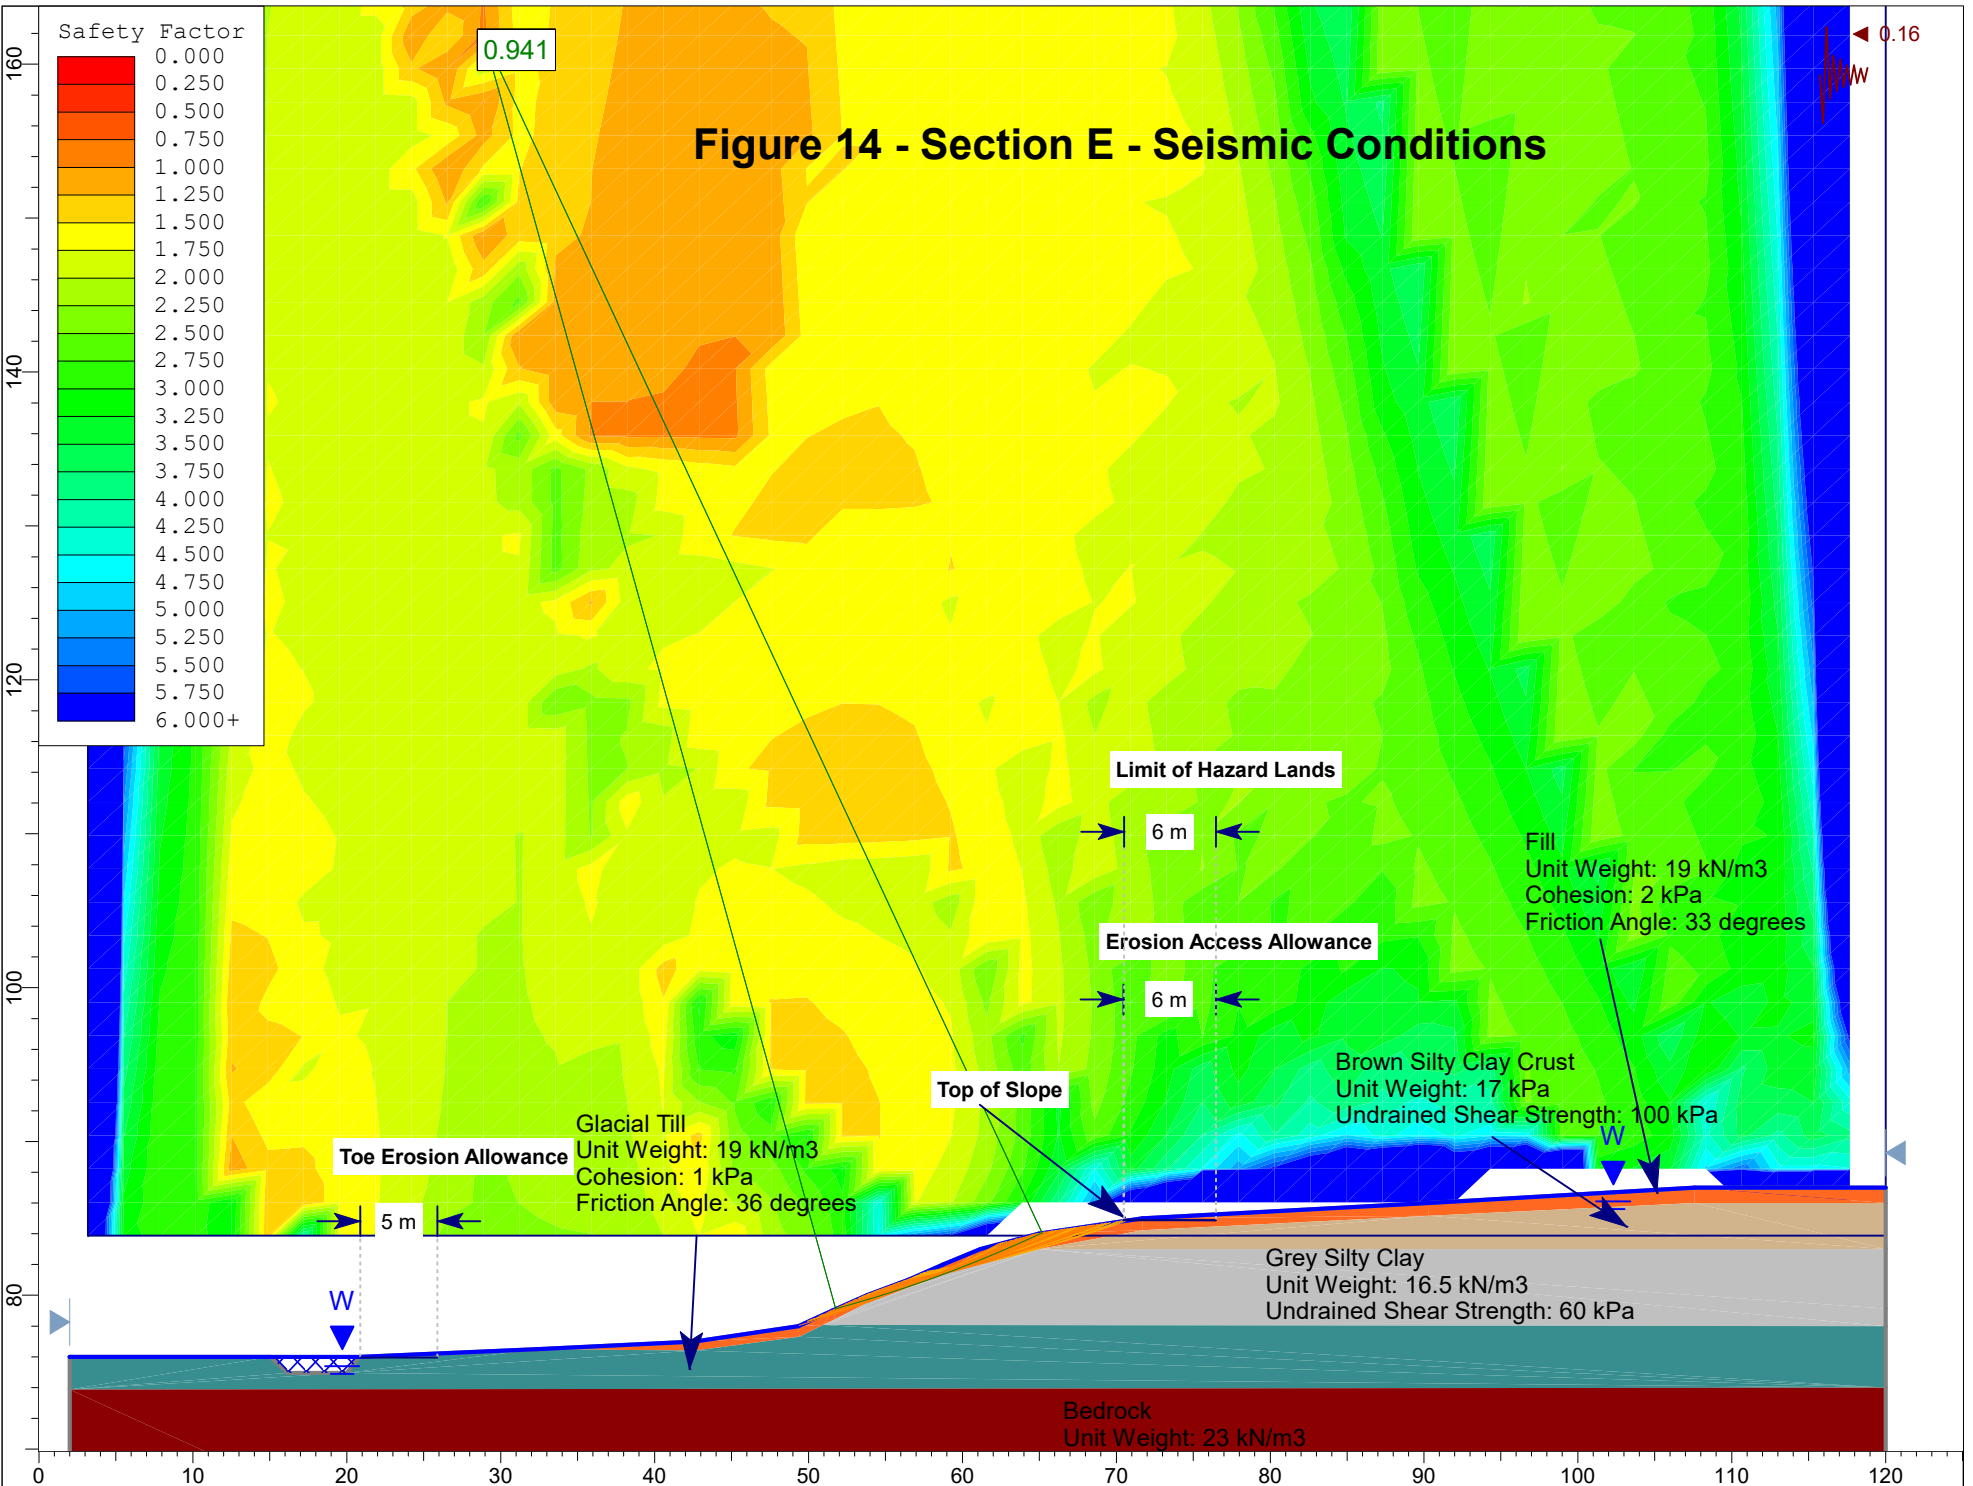 Safety Factor
0.000
0.250
0.500
0.750
1.000
1.250
1.500
1.750
2.000
2.250
2.500
2.750
3.000
3.250
3.500
3.750
4.000
4.250
4.500
4.750
5.000
5.250
5.500
5.750
6.000+
0.941
0.16
Figure 14 - Section E - Seismic Conditions
160
140
120
100
80
Limit of Hazard Lands
6 m
Fill
Unit Weight: 19 kN/m3
Cohesion: 2 kPa
Friction Angle: 33 degrees
Erosion Access Allowance
6 m
Brown Silty Clay Crust
Unit Weight: 17 kPa
Undrained Shear Strength: 100 kPa
W
Top of Slope
Glacial Till
Unit Weight: 19 kN/m3
Cohesion: 1 kPa
Friction Angle: 36 degrees
Toe Erosion Allowance
5 m
Grey Silty Clay
Unit Weight: 16.5 kN/m3
Undrained Shear Strength: 60 kPa
W
Bedrock
Unit Weight: 23 kN/m3
0 10 20 30 40 50 60 70 80 90 100 110 120